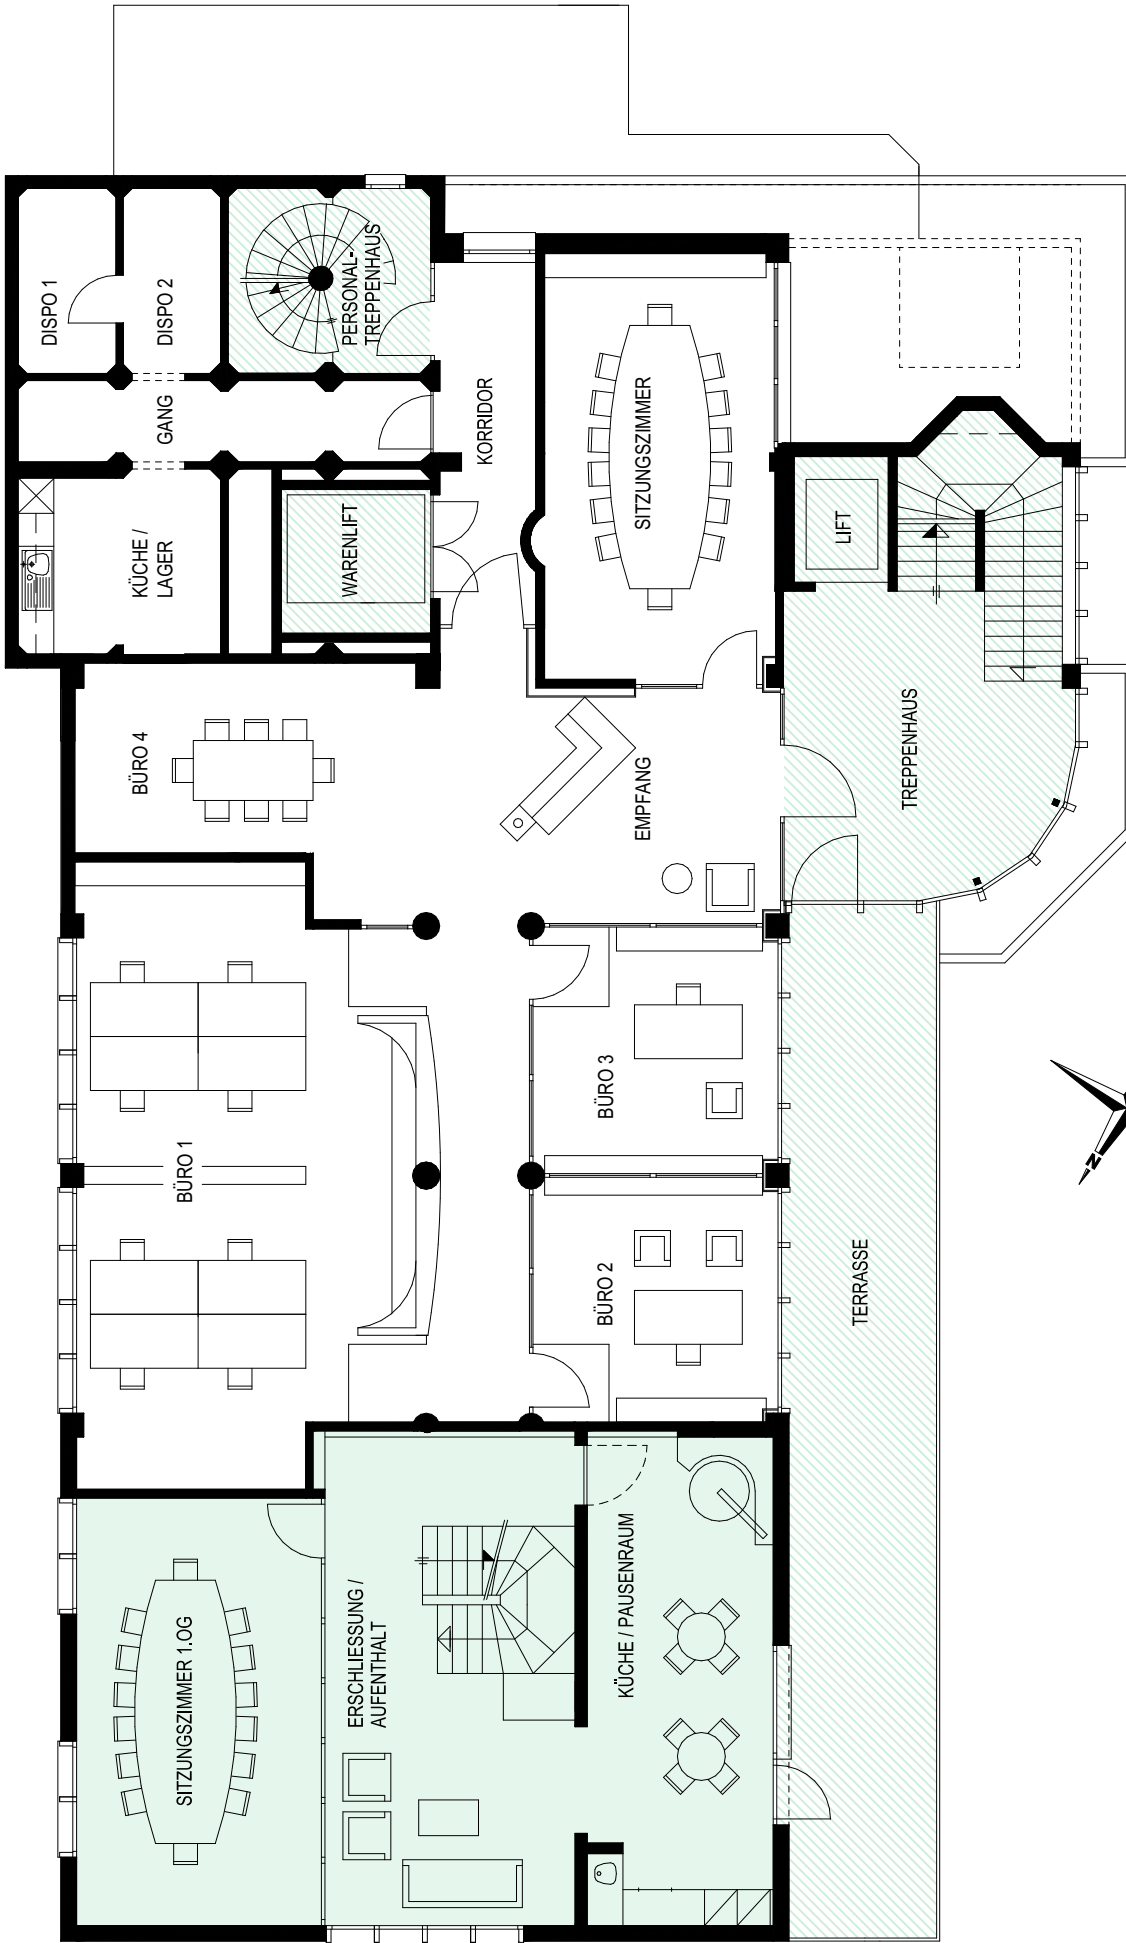 DISPO 1
DISPO 2
PERSONAL-
TREPPENHAUS
GANG
KORRIDOR
SITZUNGSZIMMER
KÜCHE /
LAGER
WARENLIFT
LIFT
BÜRO 4
EMPFANG
TREPPENHAUS
BÜRO 3
BÜRO 1
N
BÜRO 2
TERRASSE
SITZUNGSZIMMER 1.OG
ERSCHLIESSUNG /
AUFENTHALT
KÜCHE / PAUSENRAUM